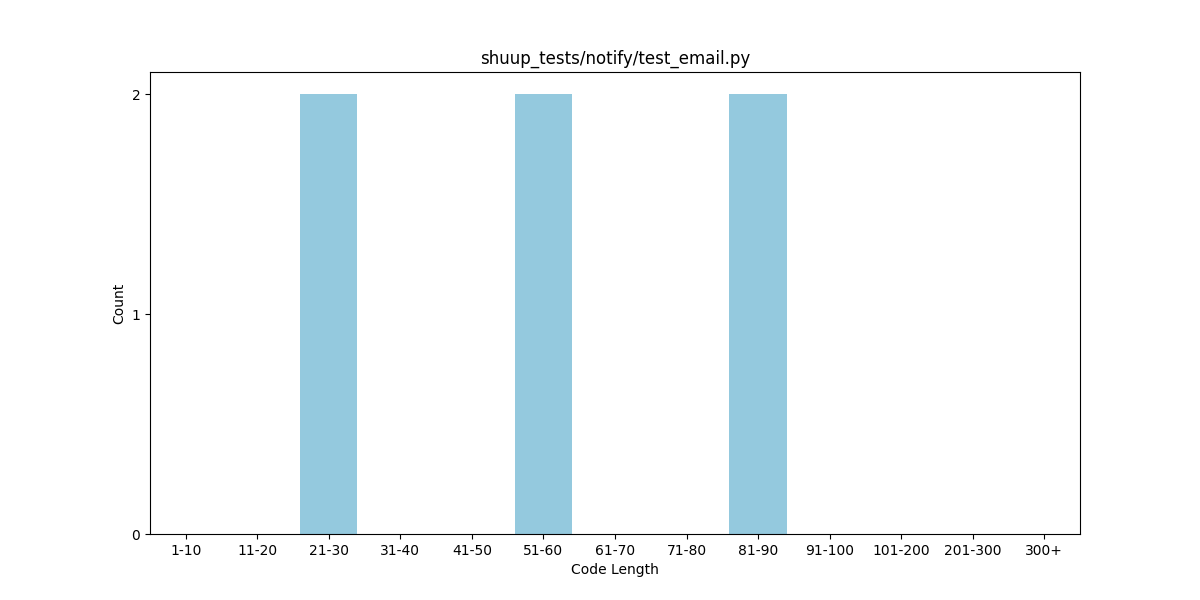 shuup_tests/notify/test_email.py
2
1
0
Count
1-10 11-20 21-30 31-40 41-50 51-60 61-70 71-80 81-90 91-100 101-200 201-300 300+
Code Length